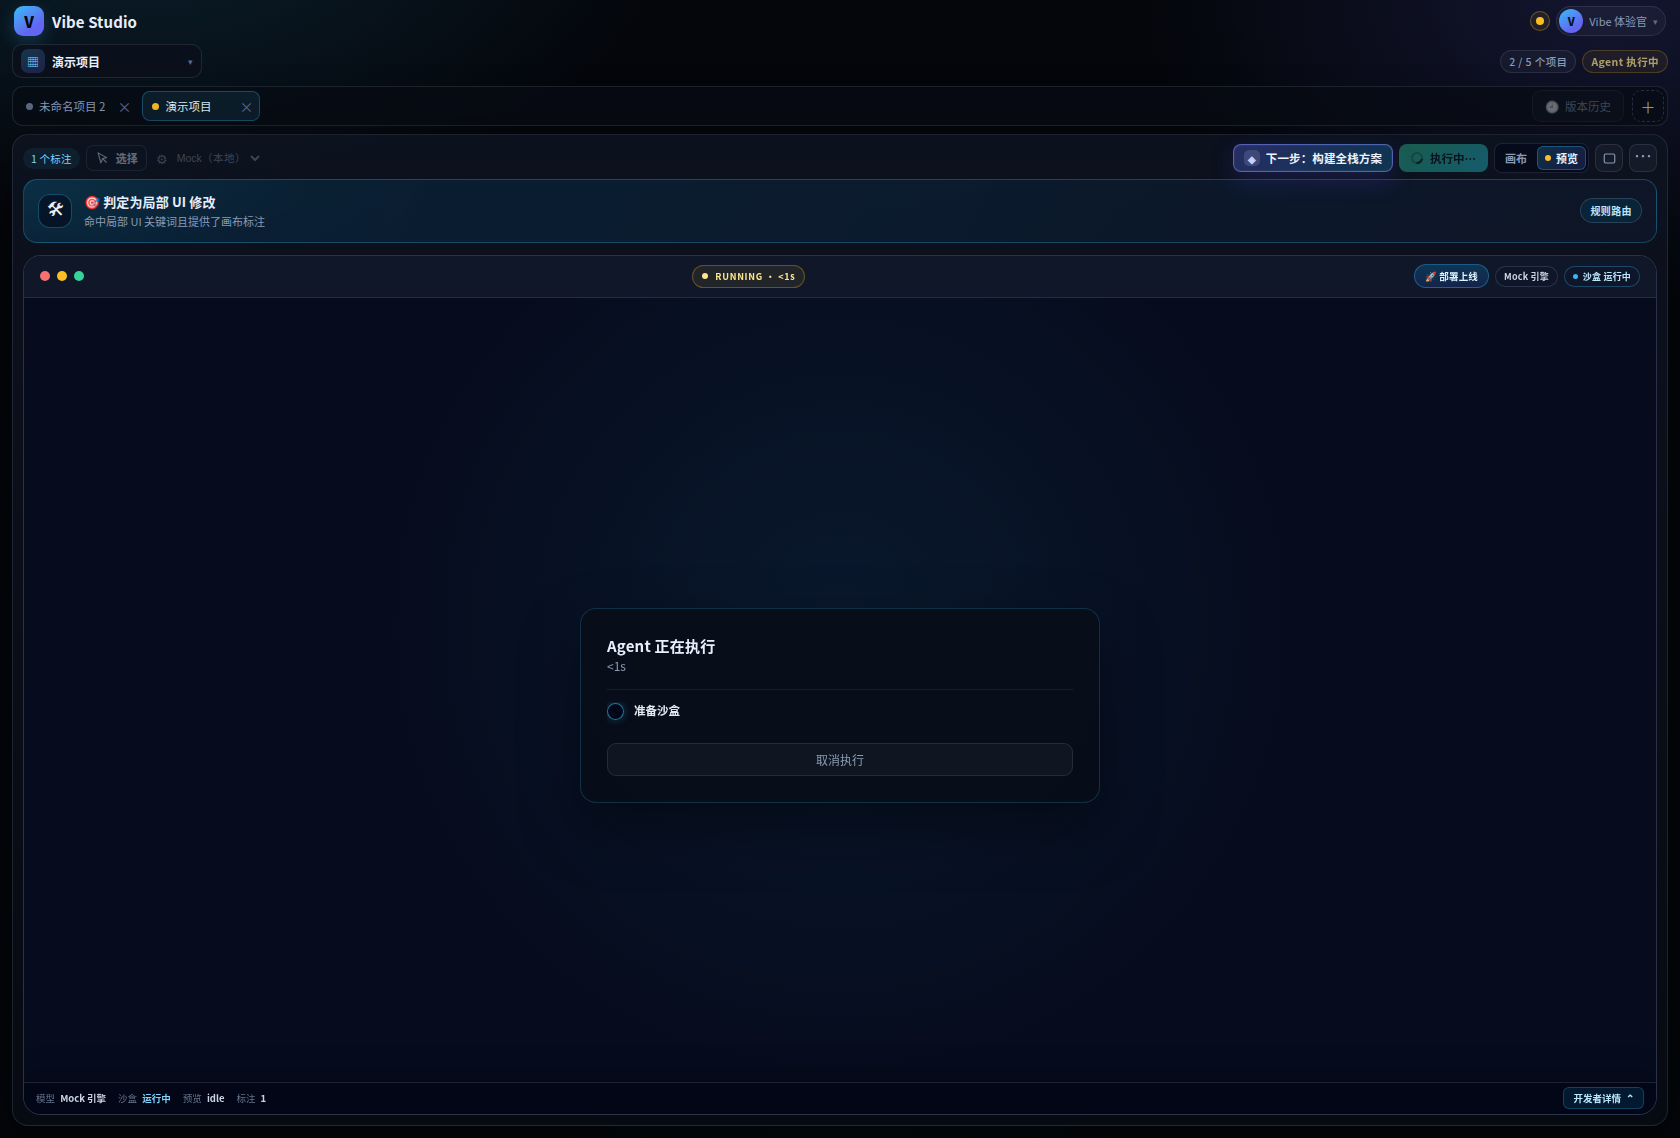 V Vibe Studio
V Vibe 体验官
演示项目
2 / 5 个项目 Agent 执行中
未命名项目 2 演示项目 版本历史
1 个标注 选择 Mock（本地） 下一步：构建全栈方案 执行中… 画布 预览
🎯 判定为局部 UI 修改
命中局部 UI 关键词且提供了画布标注
规则路由
RUNNING · <1s 🚀 部署上线 Mock 引擎 沙盒 运行中
Agent 正在执行
<1s
准备沙盒
取消执行
模型 Mock 引擎 沙盒 运行中 预览 idle 标注 1 开发者详情